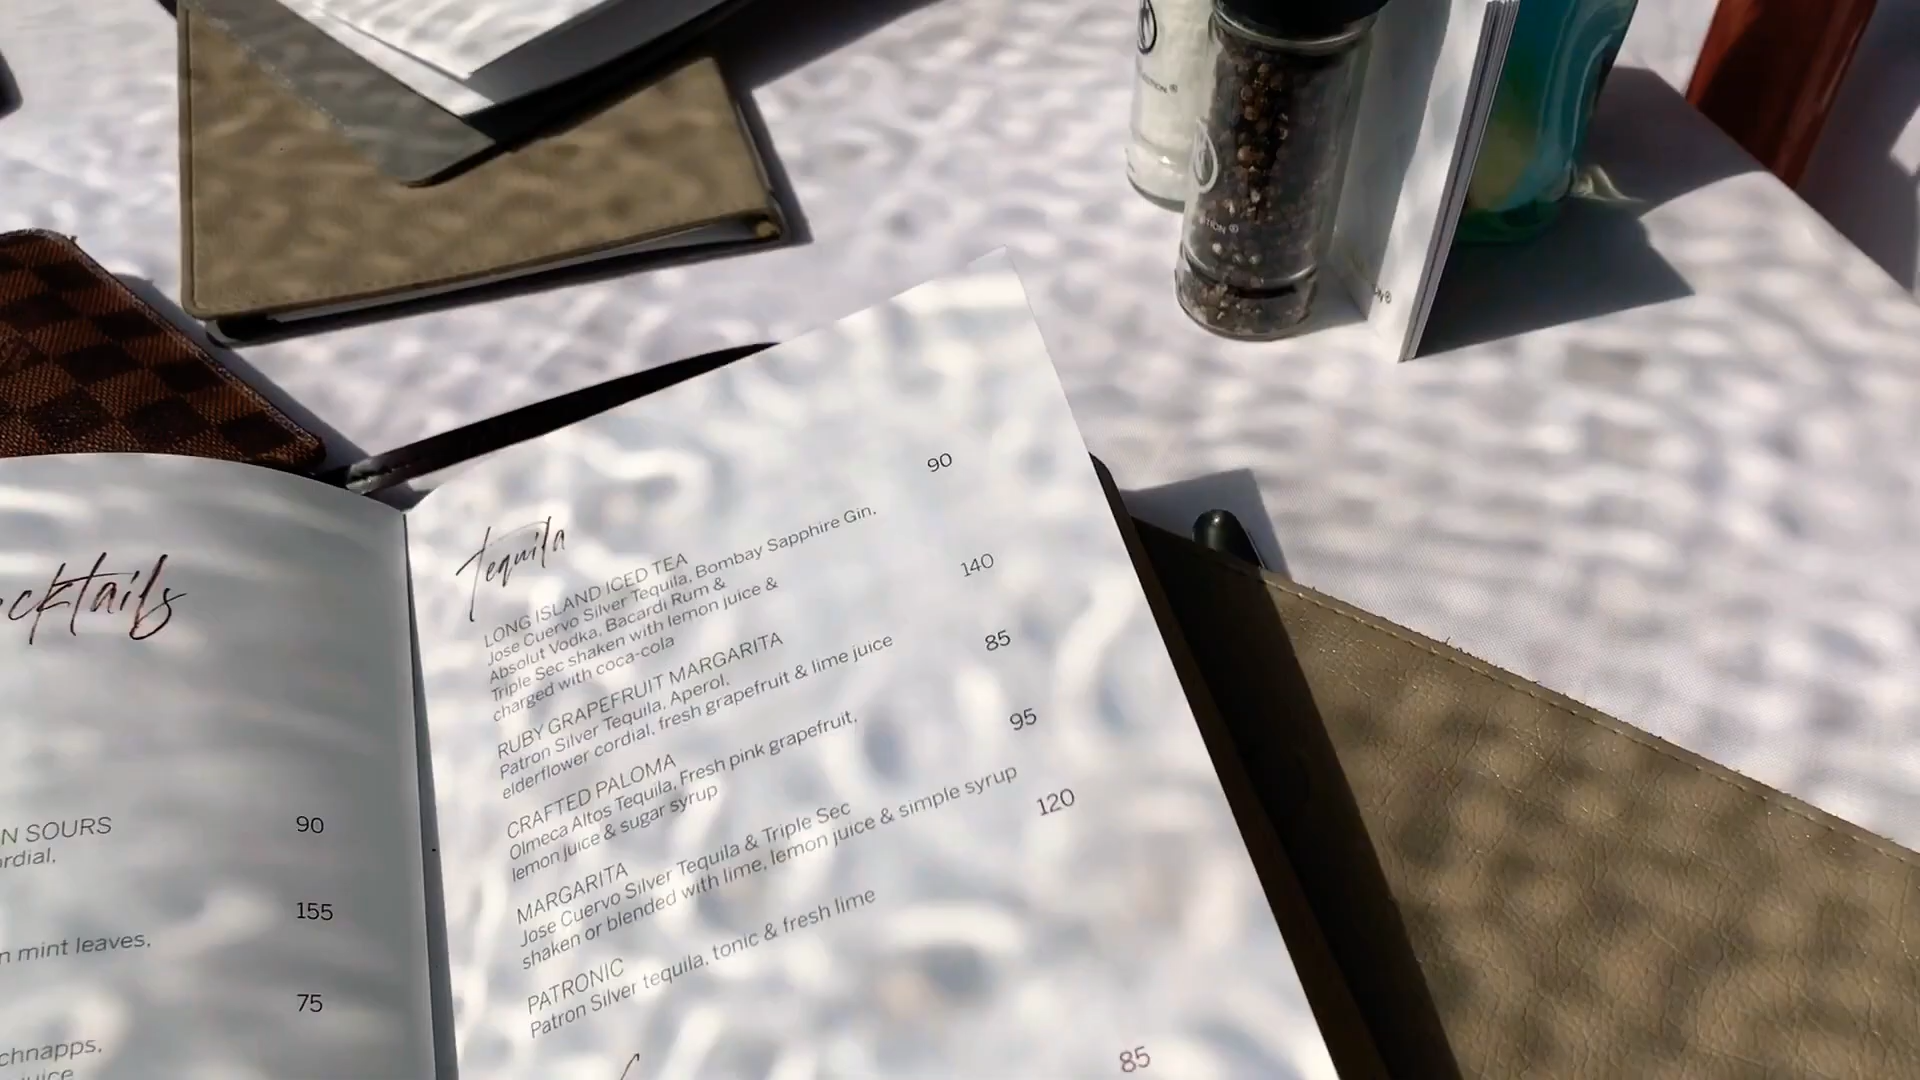 cktails
N SOURS 90
rdial,
155
n mint leaves,
75
chnapps,
juice
tequila
LONG ISLAND ICED TEA 90
Jose Cuervo Silver Tequila, Bombay Sapphire Gin,
Absolut Vodka, Bacardi Rum &
Triple Sec shaken with lemon juice &
charged with coca-cola
RUBY GRAPEFRUIT MARGARITA 140
Patron Silver Tequila, Aperol,
elderflower cordial, fresh grapefruit & lime juice
CRAFTED PALOMA 85
Olmeca Altos Tequila, Fresh pink grapefruit,
lemon juice & sugar syrup
MARGARITA 95
Jose Cuervo Silver Tequila & Triple Sec
shaken or blended with lime, lemon juice & simple syrup
PATRONIC 120
Patron Silver tequila, tonic & fresh lime
85